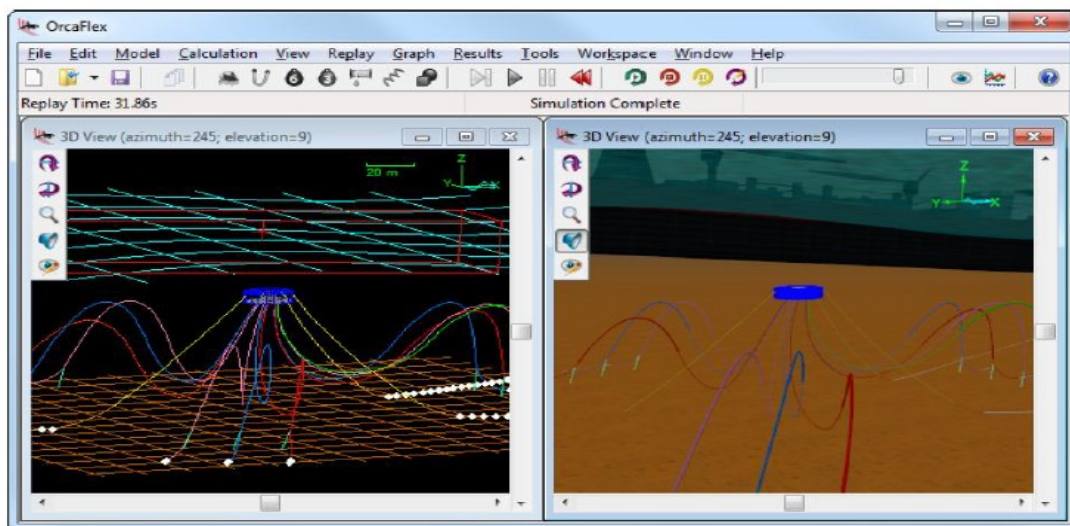 OrcaFlex
File Edit Model Calculation View Replay Graph Results Tools Workspace Window Help
Replay Time: 31.86s Simulation Complete
3D View (azimuth=245; elevation=9) 3D View (azimuth=245; elevation=9)
20 m
Z
Y X
Z
Y X